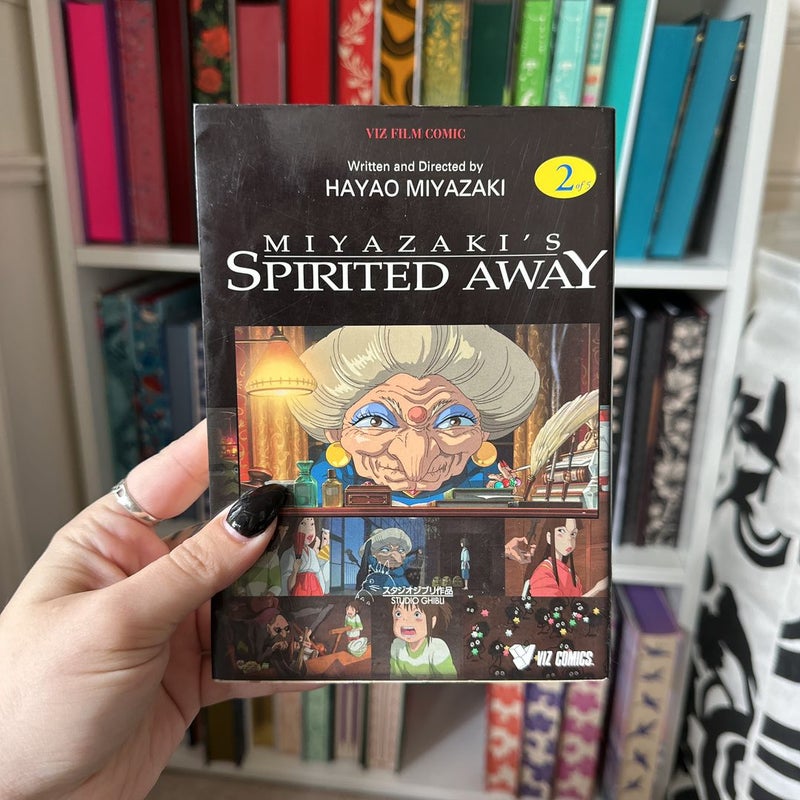 VIZ FILM COMIC
Written and Directed by
HAYAO MIYAZAKI
2 of 5
MIYAZAKI'S
SPIRITED AWAY
スタジオジブリ作品
STUDIO GHIBLI
VIZ COMICS